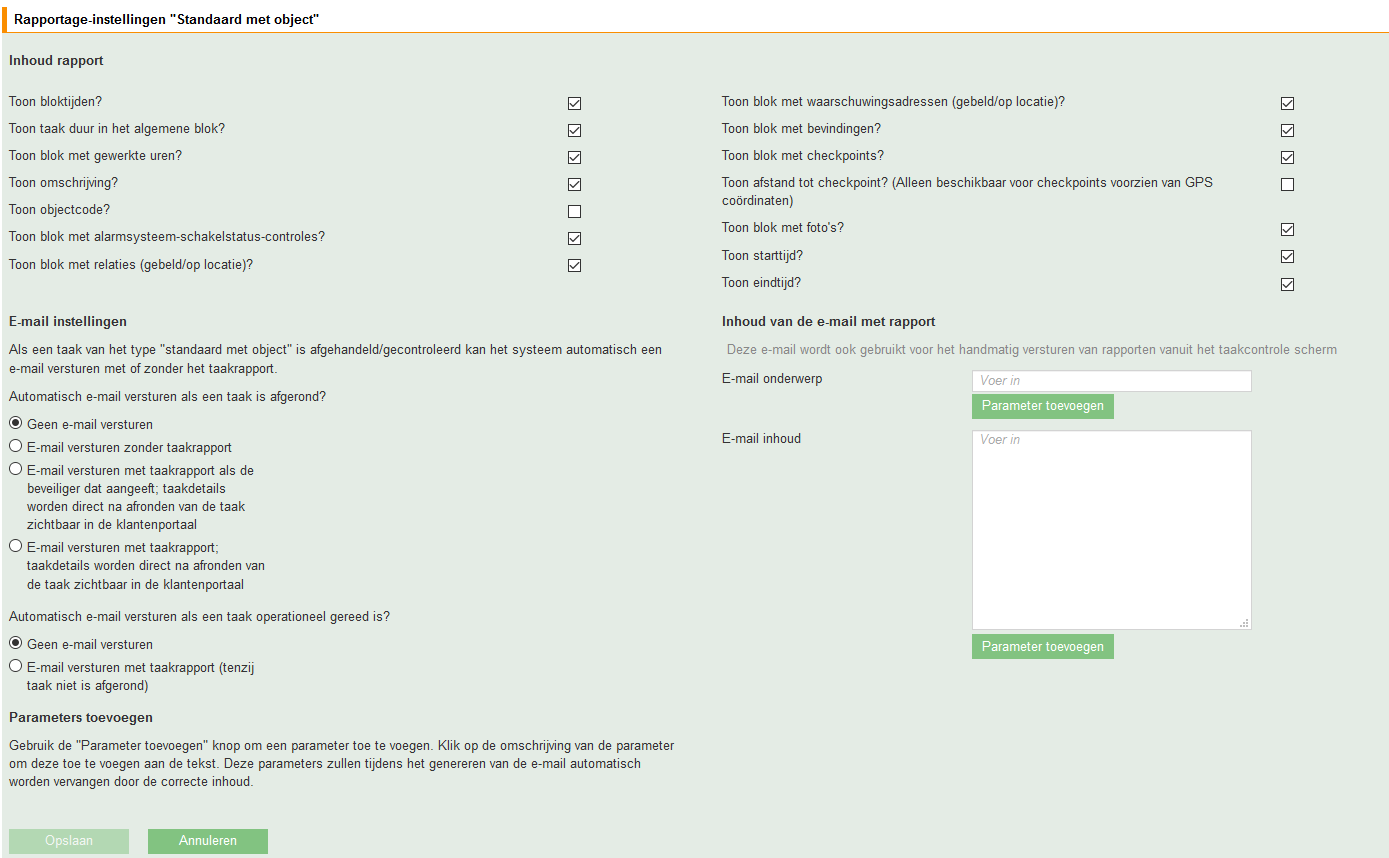 Rapportage-instellingen "Standaard met object"
Inhoud rapport
Toon bloktijden?
Toon taak duur in het algemene blok?
Toon blok met gewerkte uren?
Toon omschrijving?
Toon objectcode?
Toon blok met alarmsysteem-schakelstatus-controles?
Toon blok met relaties (gebeld/op locatie)?
Toon blok met waarschuwingsadressen (gebeld/op locatie)?
Toon blok met bevindingen?
Toon blok met checkpoints?
Toon afstand tot checkpoint? (Alleen beschikbaar voor checkpoints voorzien van GPS
coördinaten)
Toon blok met foto's?
Toon starttijd?
Toon eindtijd?
E-mail instellingen
Als een taak van het type "standaard met object" is afgehandeld/gecontroleerd kan het systeem automatisch een
e-mail versturen met of zonder het taakrapport.
Automatisch e-mail versturen als een taak is afgerond?
Geen e-mail versturen
E-mail versturen zonder taakrapport
E-mail versturen met taakrapport als de
beveiliger dat aangeeft; taakdetails
worden direct na afronden van de taak
zichtbaar in de klantenportaal
E-mail versturen met taakrapport;
taakdetails worden direct na afronden van
de taak zichtbaar in de klantenportaal
Automatisch e-mail versturen als een taak operationeel gereed is?
Geen e-mail versturen
E-mail versturen met taakrapport (tenzij
taak niet is afgerond)
Inhoud van de e-mail met rapport
Deze e-mail wordt ook gebruikt voor het handmatig versturen van rapporten vanuit het taakcontrole scherm
E-mail onderwerp
Voer in
Parameter toevoegen
E-mail inhoud
Voer in
Parameter toevoegen
Parameters toevoegen
Gebruik de "Parameter toevoegen" knop om een parameter toe te voegen. Klik op de omschrijving van de parameter
om deze toe te voegen aan de tekst. Deze parameters zullen tijdens het genereren van de e-mail automatisch
worden vervangen door de correcte inhoud.
Opslaan
Annuleren